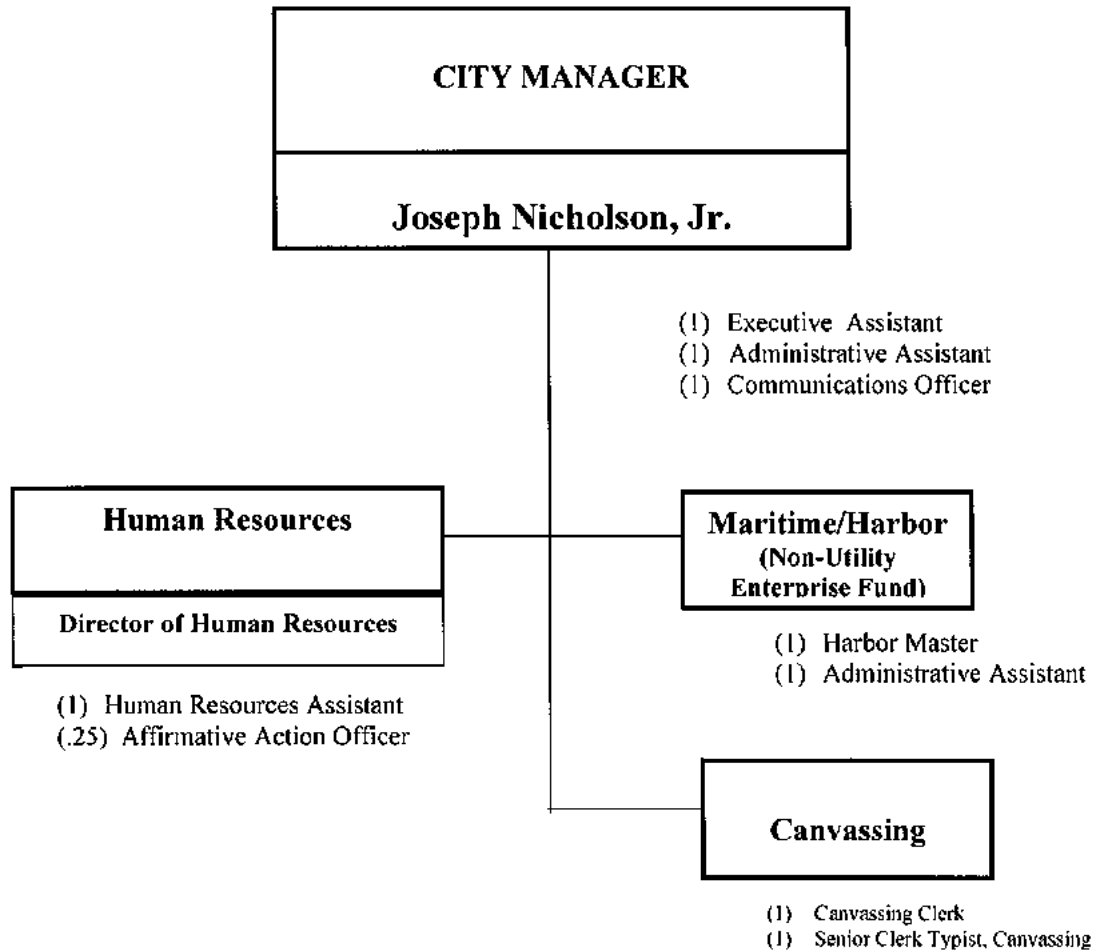 CITY MANAGER
Joseph Nicholson, Jr.
(1) Executive Assistant
(1) Administrative Assistant
(1) Communications Officer
Human Resources
Director of Human Resources
(1) Human Resources Assistant
(.25) Affirmative Action Officer
Maritime/Harbor
(Non-Utility
Enterprise Fund)
(1) Harbor Master
(1) Administrative Assistant
Canvassing
(1) Canvassing Clerk
(1) Senior Clerk Typist, Canvassing